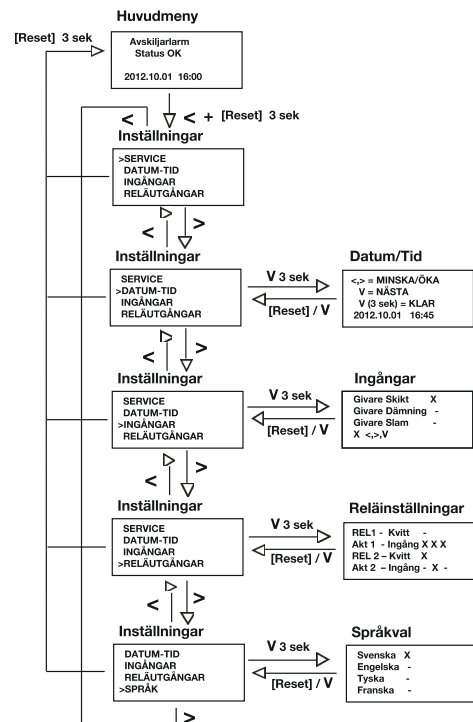 Huvudmeny
[Reset] 3 sek
Avskiljarlarm
Status OK
2012.10.01 16:00
<
< + [Reset] 3 sek
Inställningar
>SERVICE
DATUM-TID
INGÅNGAR
RELÄUTGÅNGAR
< >
Inställningar
SERVICE
>DATUM-TID
INGÅNGAR
RELÄUTGÅNGAR
V 3 sek
[Reset] / V
Datum/Tid
<,> = MINSKA/ÖKA
V = NÄSTA
V (3 sek) = KLAR
2012.10.01 16:45
< >
Inställningar
SERVICE
DATUM-TID
>INGÅNGAR
RELÄUTGÅNGAR
V 3 sek
[Reset] / V
Ingångar
Givare Skikt X
Givare Dämning -
Givare Slam -
X <,>,V
< >
Inställningar
SERVICE
DATUM-TID
INGÅNGAR
>RELÄUTGÅNGAR
V 3 sek
[Reset] / V
Reläinställningar
REL1 - Kvitt -
Akt 1 - Ingång X X X
REL 2 – Kvitt X
Akt 2 – Ingång - X -
< >
Inställningar
DATUM-TID
INGÅNGAR
RELÄUTGÅNGAR
>SPRÅK
V 3 sek
[Reset] / V
Språkval
Svenska X
Engelska -
Tyska -
Franska -
>